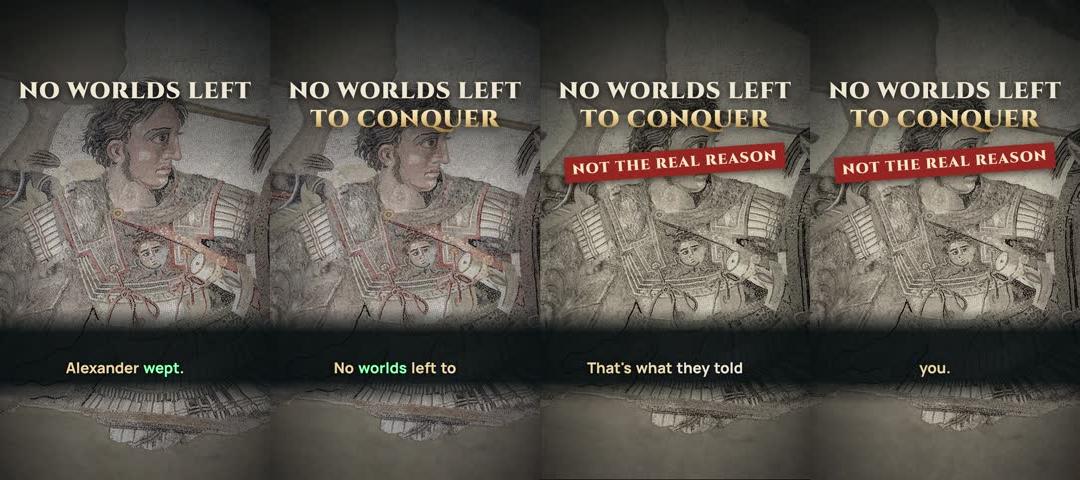 NO WORLDS LEFT
Alexander wept.
NO WORLDS LEFT
TO CONQUER
No worlds left to
NO WORLDS LEFT
TO CONQUER
NOT THE REAL REASON
That's what they told
NO WORLDS LEFT
TO CONQUER
NOT THE REAL REASON
you.